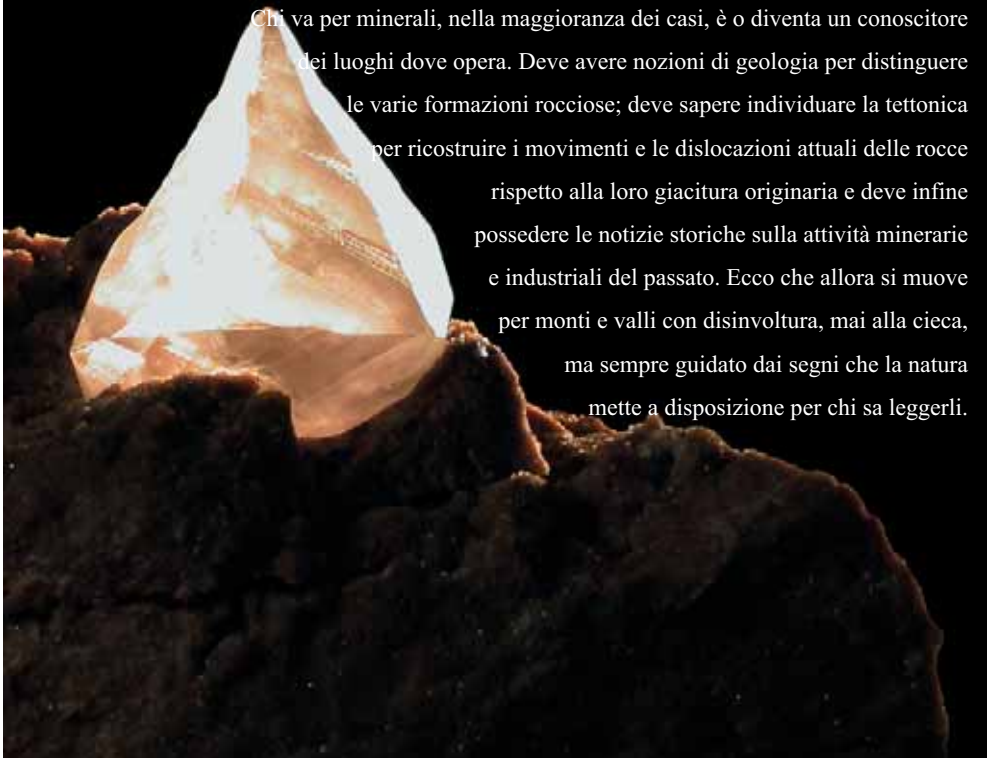 Chi va per minerali, nella maggioranza dei casi, è o diventa un conoscitore
dei luoghi dove opera. Deve avere nozioni di geologia per distinguere
le varie formazioni rocciose; deve sapere individuare la tettonica
per ricostruire i movimenti e le dislocazioni attuali delle rocce
rispetto alla loro giacitura originaria e deve infine
possedere le notizie storiche sulla attività minerarie
e industriali del passato. Ecco che allora si muove
per monti e valli con disinvoltura, mai alla cieca,
ma sempre guidato dai segni che la natura
mette a disposizione per chi sa leggerli.